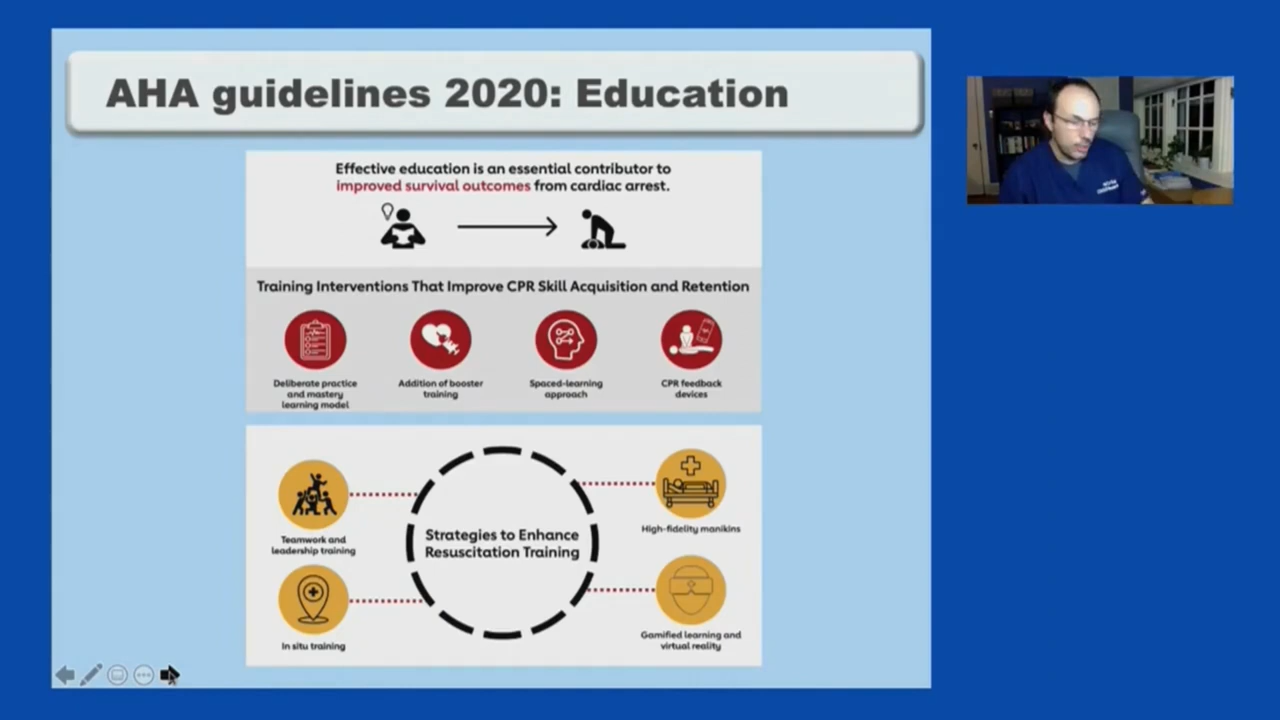 AHA guidelines 2020: Education
Effective education is an essential contributor to
improved survival outcomes from cardiac arrest.
Training Interventions That Improve CPR Skill Acquisition and Retention
Deliberate practice
and mastery
learning model
Addition of booster
training
Spaced-learning
approach
CPR feedback
devices
Teamwork and
leadership training
Strategies to Enhance
Resuscitation Training
High-fidelity manikins
In situ training
Gamified learning and
virtual reality